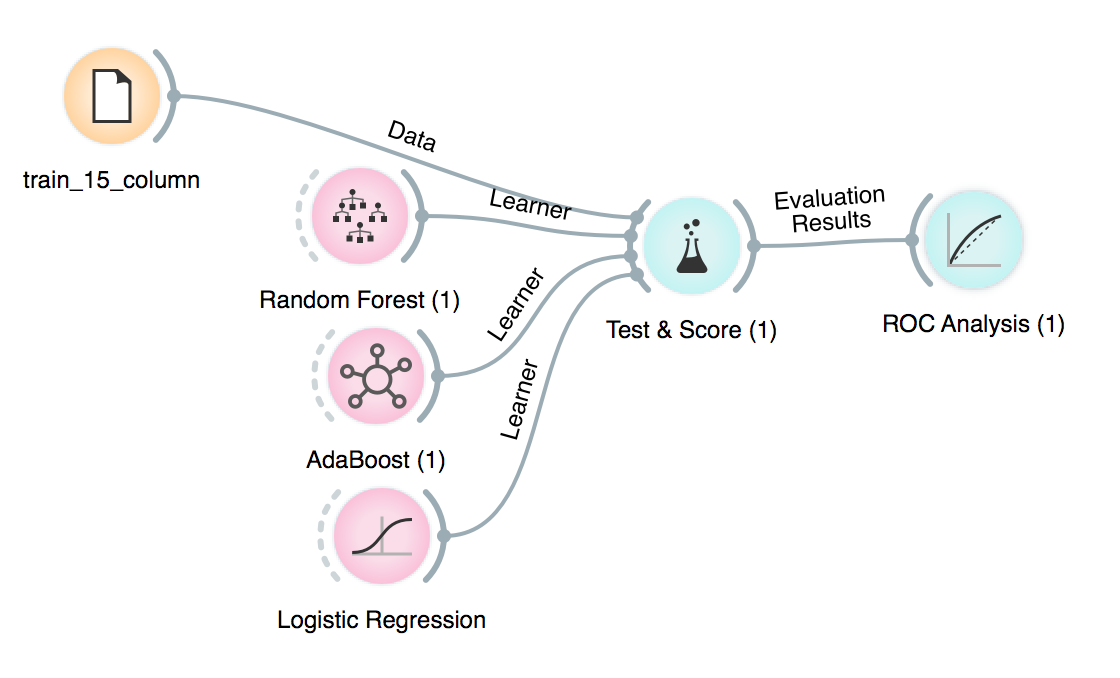 Data
train_15_column
Learner
Evaluation
Results
Random Forest (1)
Learner
Test & Score (1)
ROC Analysis (1)
AdaBoost (1)
Learner
Logistic Regression